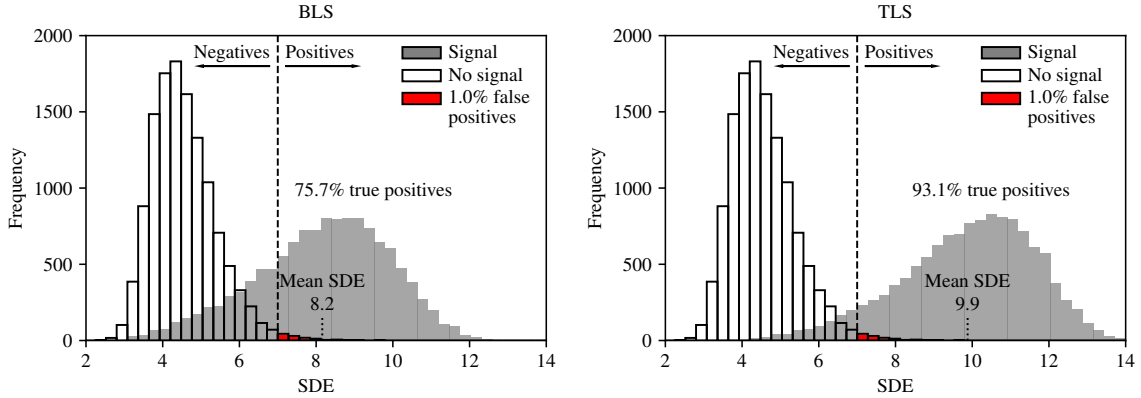 BLS
2000
1500
1000
500
0
Frequency
Negatives
Positives
Signal
No signal
1.0% false
positives
75.7% true positives
Mean SDE
8.2
2 4 6 8 10 12 14
SDE
TLS
2000
1500
1000
500
0
Frequency
Negatives
Positives
Signal
No signal
1.0% false
positives
93.1% true positives
Mean SDE
9.9
2 4 6 8 10 12 14
SDE